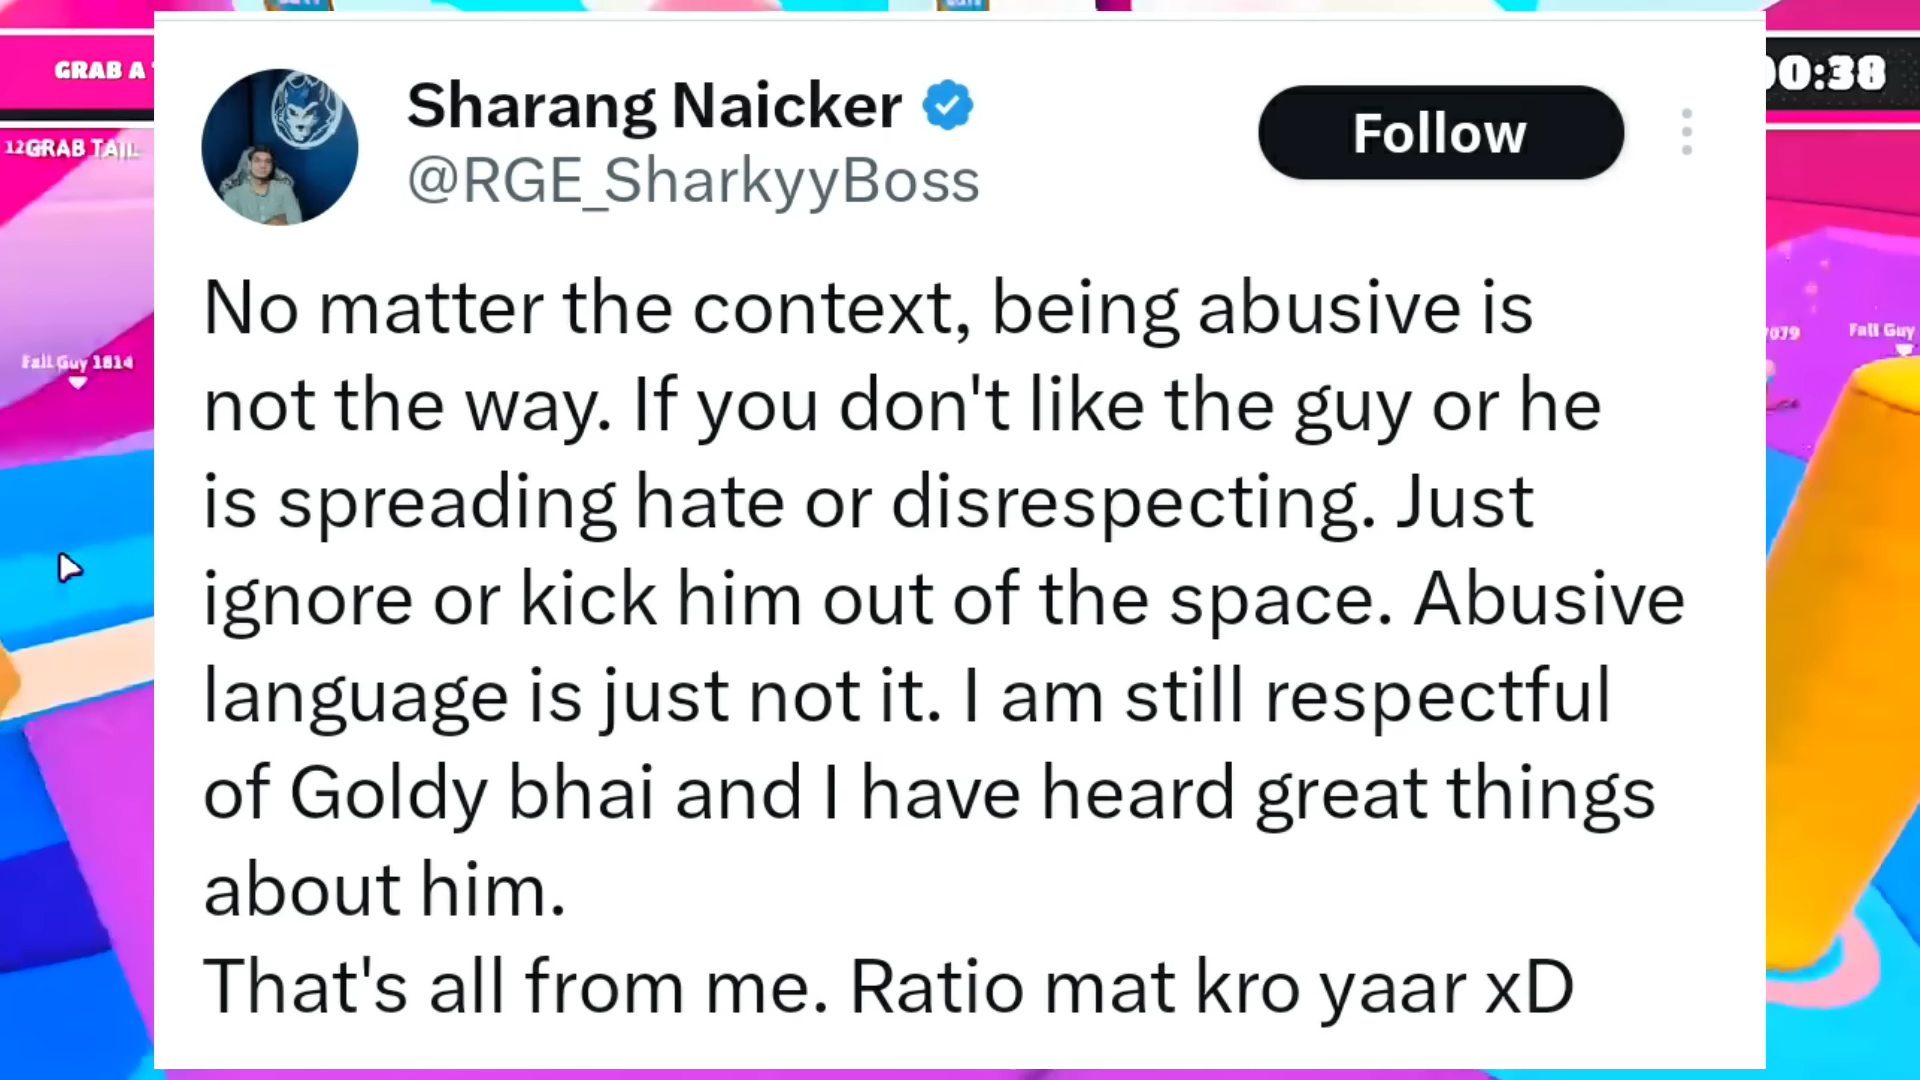 GRAB A
00:38
12
GRAB TAIL
Fall Guy 1814
Fall Guy
Sharang Naicker
@RGE_SharkyyBoss
Follow
No matter the context, being abusive is
not the way. If you don't like the guy or he
is spreading hate or disrespecting. Just
ignore or kick him out of the space. Abusive
language is just not it. I am still respectful
of Goldy bhai and I have heard great things
about him.
That's all from me. Ratio mat kro yaar xD